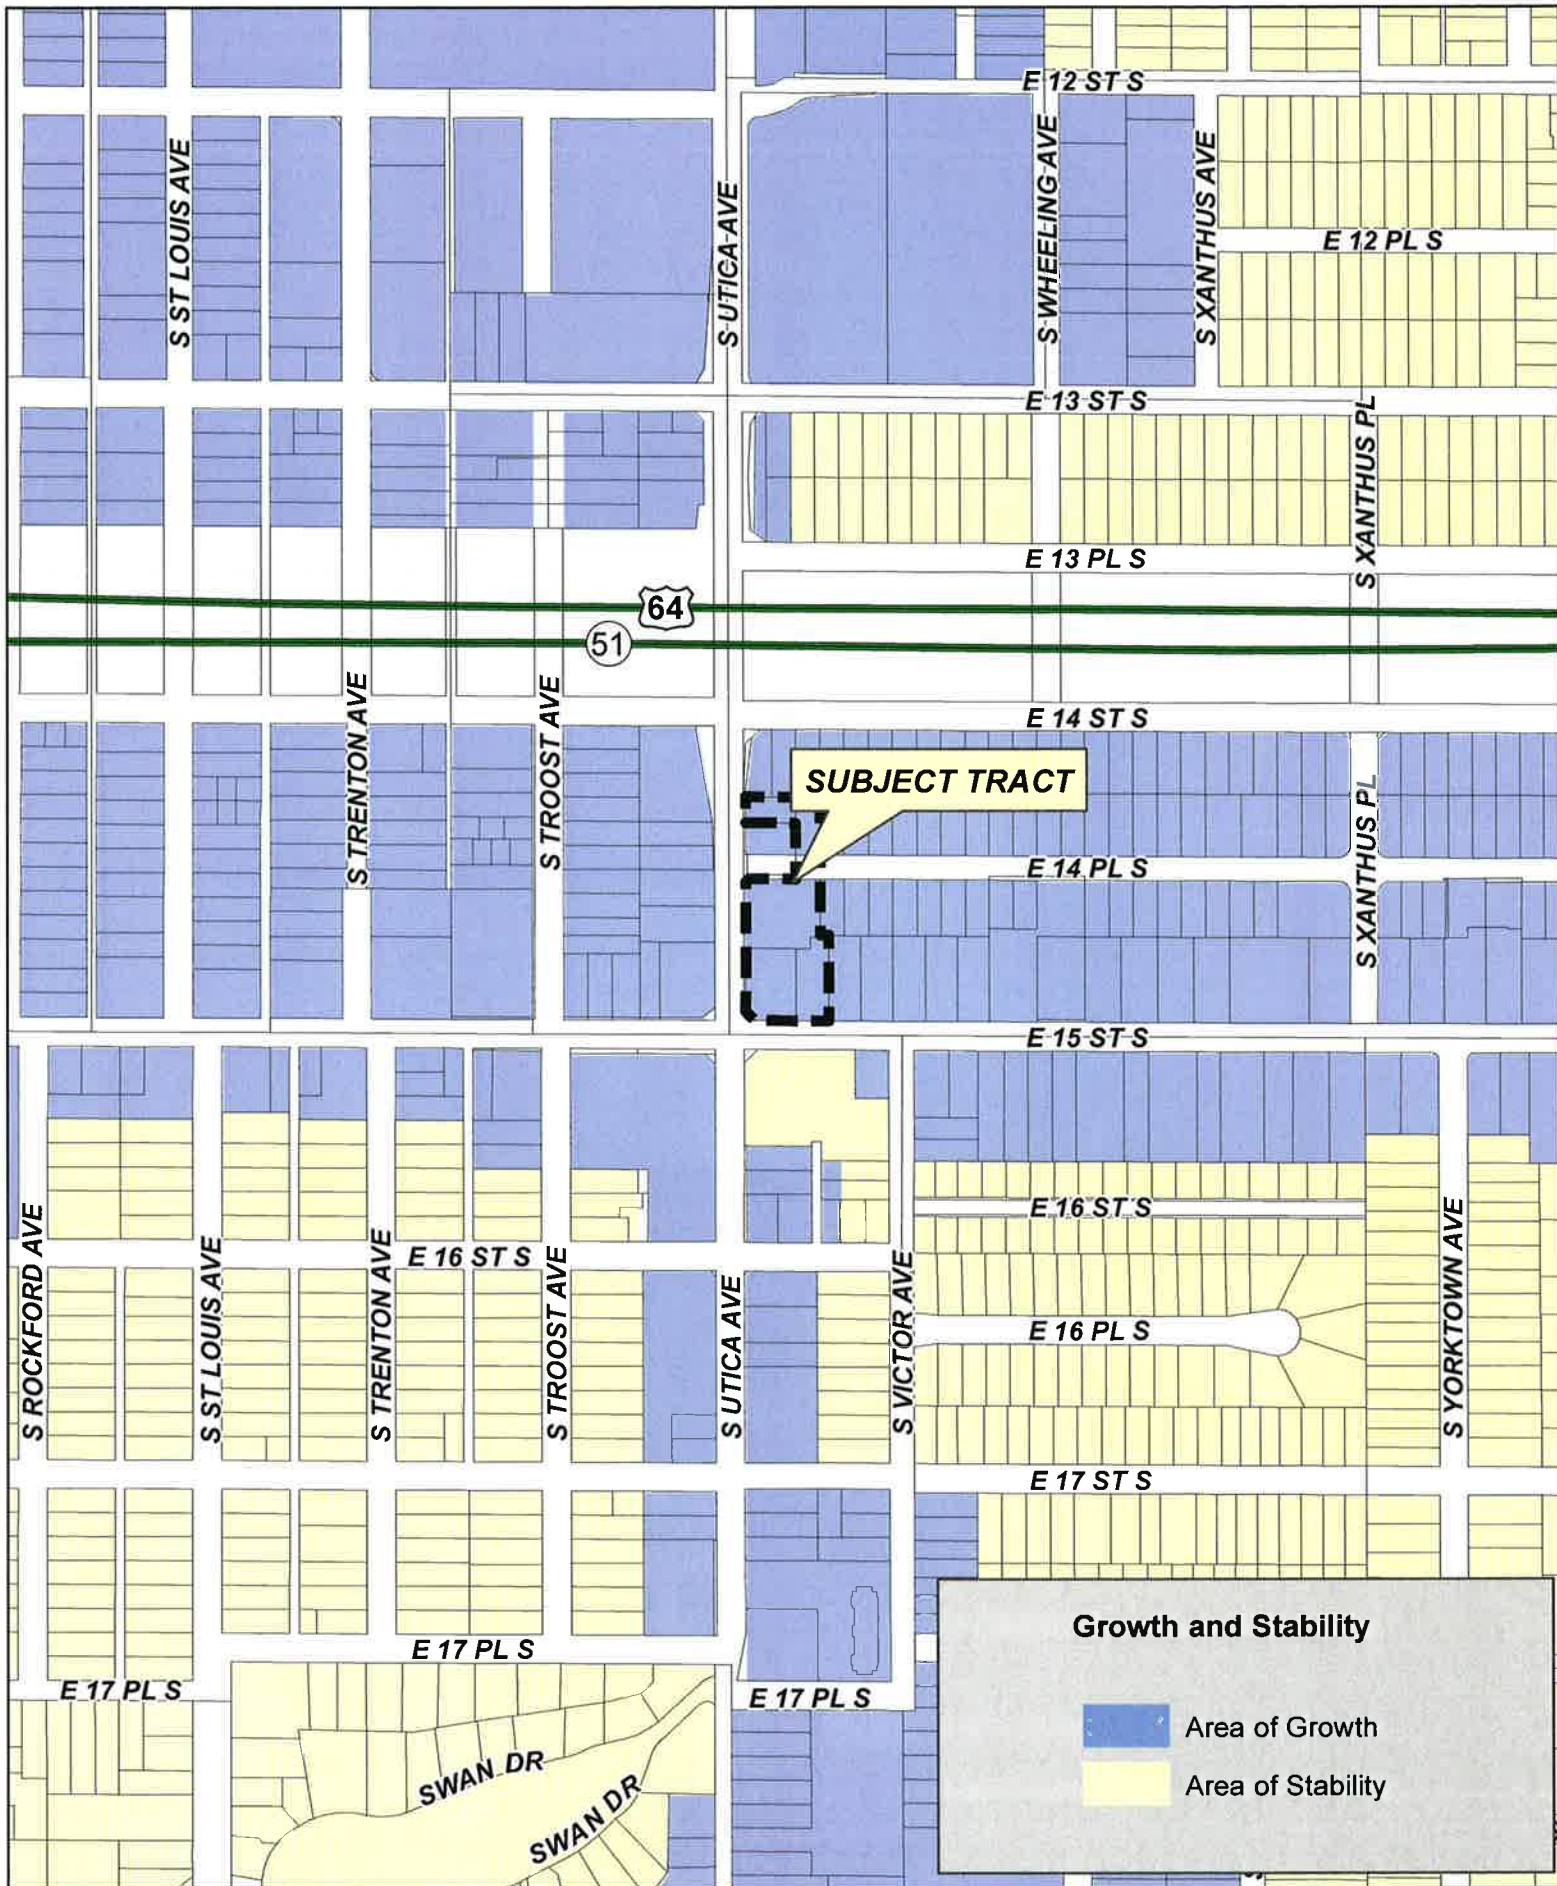 E 12 ST S
S ST LOUIS AVE
S UTICA AVE
S WHEELING AVE
S XANTHUS AVE
E 12 PL S
E 13 ST S
S XANTHUS PL
E 13 PL S
64
51
S TRENTON AVE
S TROOST AVE
E 14 ST S
SUBJECT TRACT
S XANTHUS PL
E 14 PL S
E 15 ST S
S ROCKFORD AVE
S ST LOUIS AVE
S TRENTON AVE
E 16 ST S
S TROOST AVE
S UTICA AVE
S VICTOR AVE
E 16 ST S
E 16 PL S
S YORKTOWN AVE
E 17 ST S
E 17 PL S
E 17 PL S
E 17 PL S
SWAN DR
SWAN DR
Growth and Stability
Area of Growth
Area of Stability